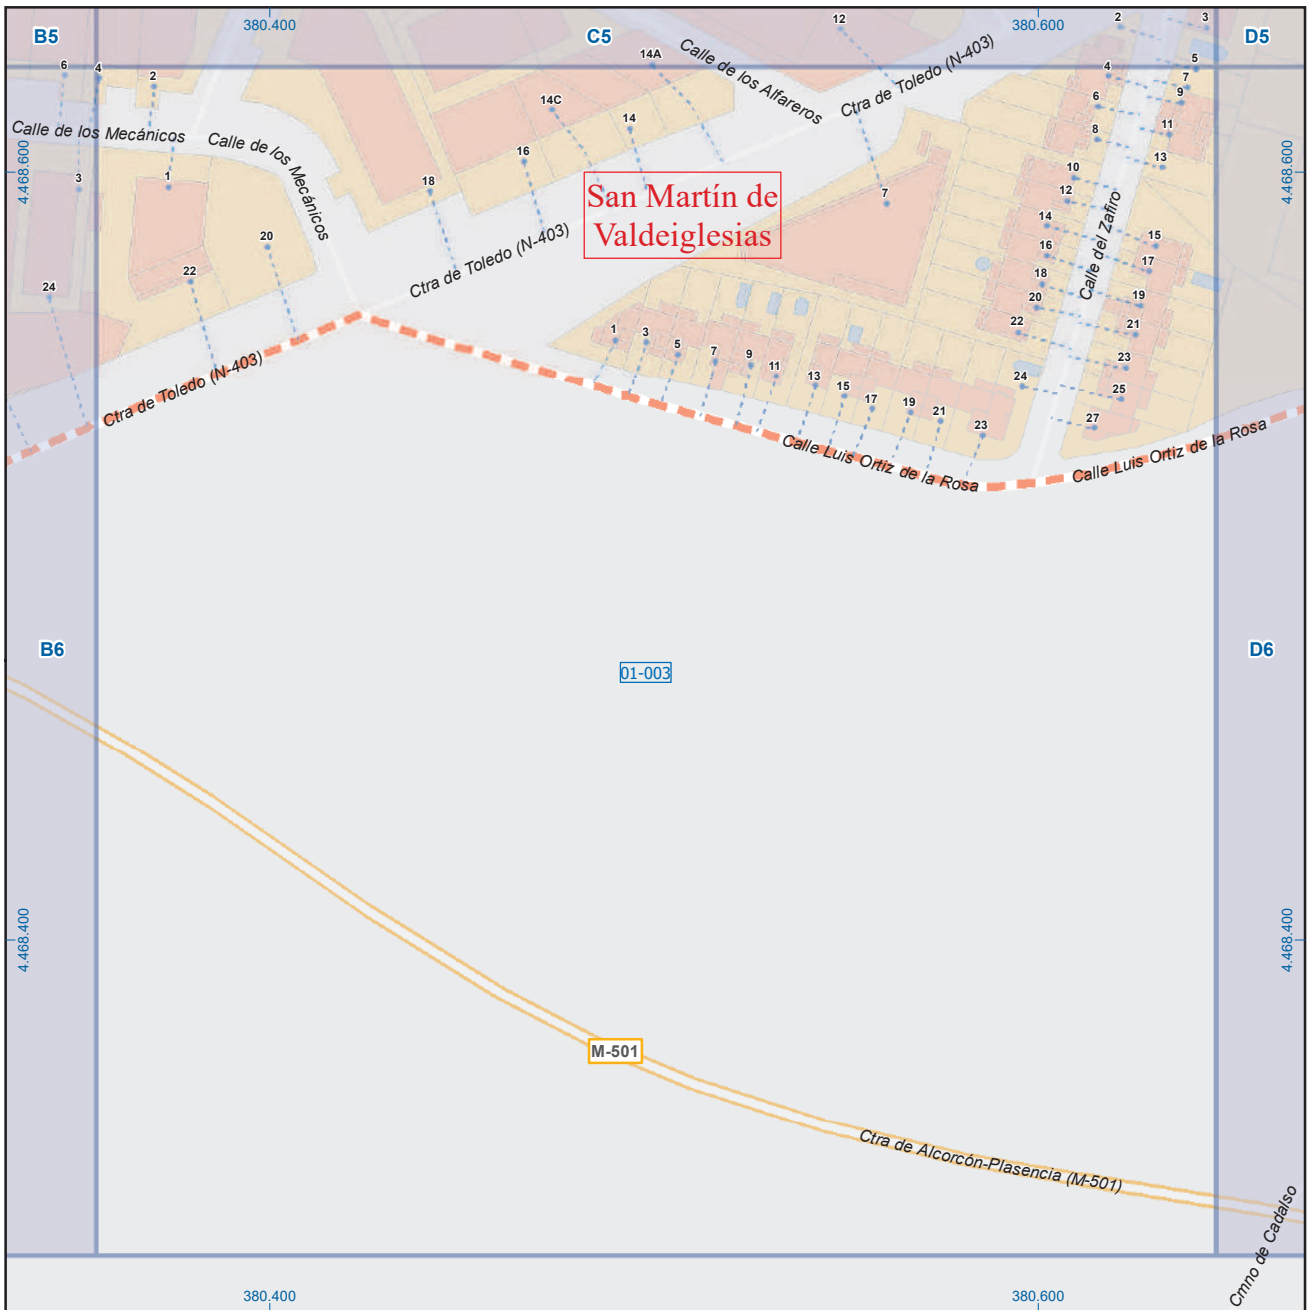 380.400
380.600
B5
C5
D5
12
2
3
6
4
2
14A
Calle de los Alfareros
Ctra de Toledo (N-403)
4
5
7
6
9
14C
14
8
11
Calle de los Mecánicos
Calle de los Mecánicos
16
13
4.468.600
4.468.600
3
1
18
10
12
7
San Martín de
Valdeiglesias
14
Calle del Zafiro
20
Ctra de Toledo (N-403)
16
15
22
18
17
24
20
19
1
3
5
7
9
11
22
21
13
15
17
19
21
23
24
23
25
27
Ctra de Toledo (N-403)
Calle Luis Ortiz de la Rosa
Calle Luis Ortiz de la Rosa
B6
D6
01-003
4.468.400
4.468.400
M-501
Ctra de Alcorcón-Plasencia (M-501)
Cmno de Cadalso
380.400
380.600